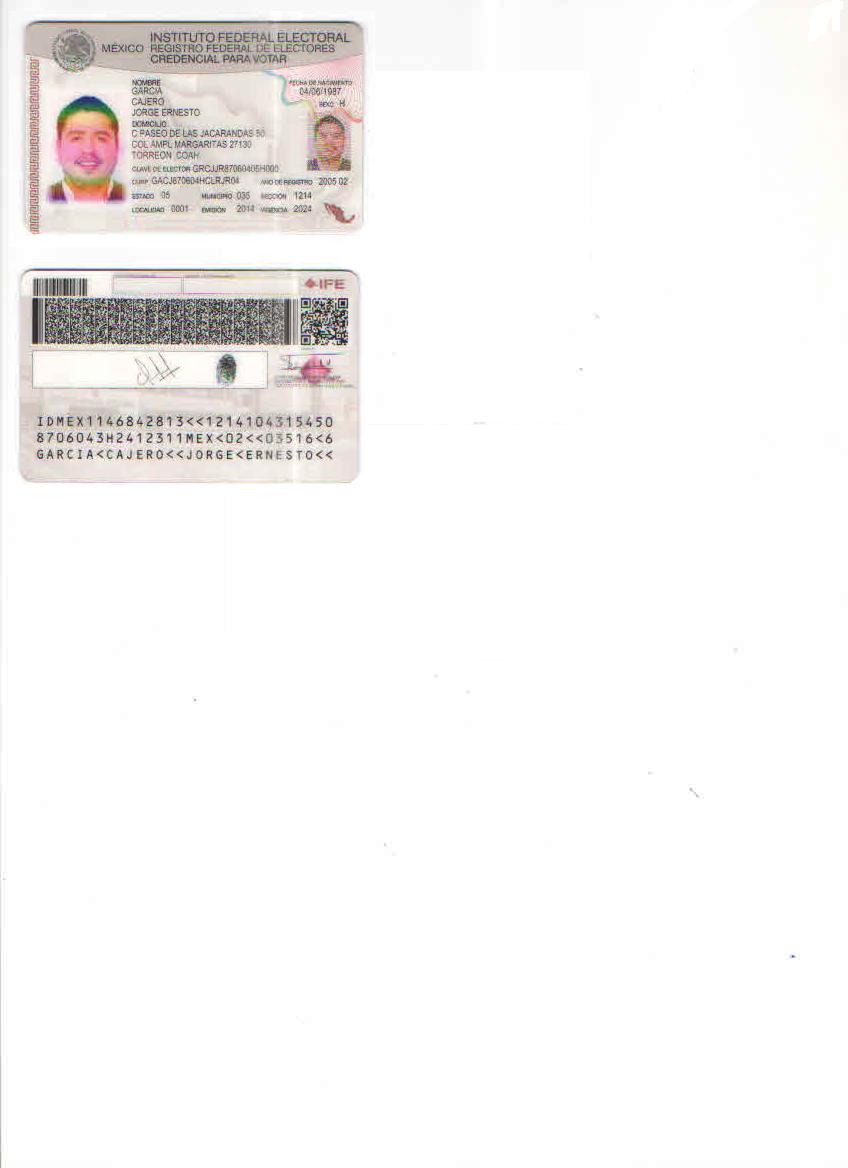 INSTITUTO FEDERAL ELECTORAL
MÉXICO REGISTRO FEDERAL DE ELECTORES
CREDENCIAL PARA VOTAR
NOMBRE
GARCIA
CAJERO
JORGE ERNESTO
FECHA DE NACIMIENTO
04/06/1987
SEXO H
DOMICILIO
C PASEO DE LAS JACARANDAS 50
COL AMPL MARGARITAS 27130
TORREON, COAH.
CLAVE DE ELECTOR GRCJJR87060405H000
CURP GACJ870604HCLRJR04 AÑO DE REGISTRO 2005 02
ESTADO 05 MUNICIPIO 035 SECCIÓN 1214
LOCALIDAD 0001 EMISIÓN 2014 VIGENCIA 2024
IFE
IDMEX1146842813<<1214104315450
8706043H2412311MEX<02<<03516<6
GARCIA<CAJERO<<JORGE<ERNESTO<<